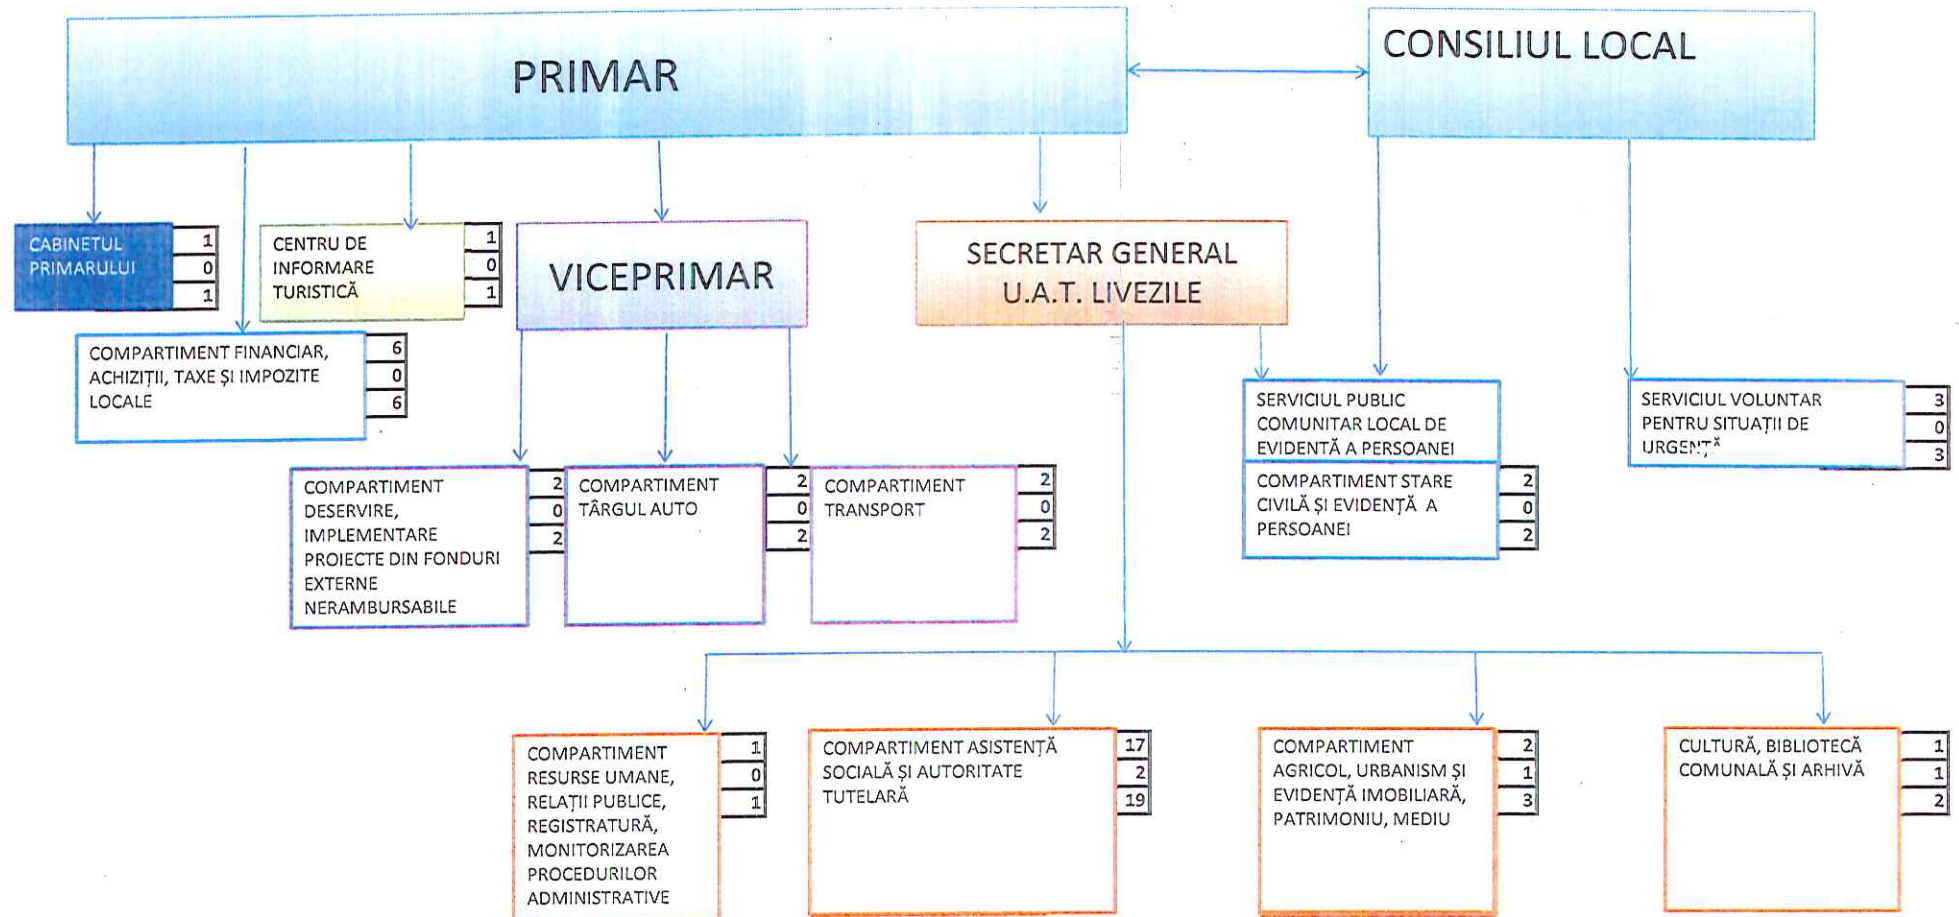 PRIMAR
CONSILIUL LOCAL
CABINETUL
PRIMARULUI
1
0
1
CENTRU DE
INFORMARE
TURISTICĂ
1
0
1
VICEPRIMAR
SECRETAR GENERAL
U.A.T. LIVEZILE
COMPARTIMENT FINANCIAR,
ACHIZIȚII, TAXE ȘI IMPOZITE
LOCALE
6
0
6
SERVICIUL PUBLIC
COMUNITAR LOCAL DE
EVIDENTĂ A PERSOANEI
SERVICIUL VOLUNTAR
PENTRU SITUAȚII DE
URGENȚĂ
3
0
3
COMPARTIMENT
DESERVIRE,
IMPLEMENTARE
PROIECTE DIN FONDURI
EXTERNE
NERAMBURSABILE
2
0
2
COMPARTIMENT
TÂRGUL AUTO
2
0
2
COMPARTIMENT
TRANSPORT
2
0
2
COMPARTIMENT STARE
CIVILĂ ȘI EVIDENȚĂ A
PERSOANEI
2
0
2
COMPARTIMENT
RESURSE UMANE,
RELAȚII PUBLICE,
REGISTRATURĂ,
MONITORIZAREA
PROCEDURILOR
ADMINISTRATIVE
1
0
1
COMPARTIMENT ASISTENȚĂ
SOCIALĂ ȘI AUTORITATE
TUTELARĂ
17
2
19
COMPARTIMENT
AGRICOL, URBANISM ȘI
EVIDENȚĂ IMOBILIARĂ,
PATRIMONIU, MEDIU
2
1
3
CULTURĂ, BIBLIOTECĂ
COMUNALĂ ȘI ARHIVĂ
1
1
2